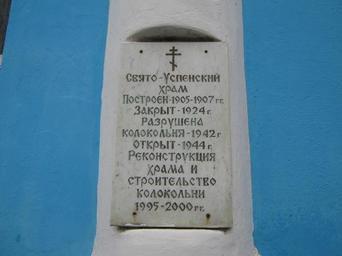 Свято-Успенский
храм
Построен-1905-1907 гг.
Закрыт-1924 г.
Разрушена
колокольня-1942 г
Открыт-1944 г.
Реконструкция
храма и
строительство
колокольни
1995-2000 гг.